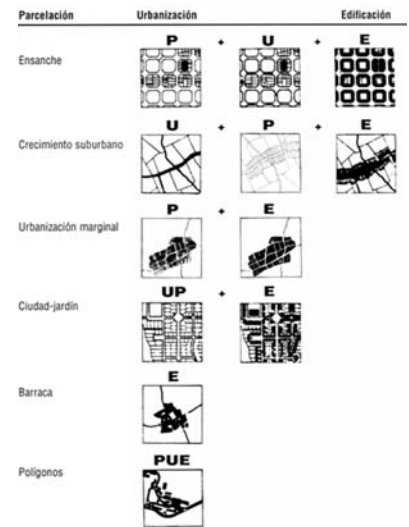 Parcelación Urbanización Edificación
P + U + E
Ensanche
U + P + E
Crecimiento suburbano
P + E
Urbanización marginal
UP + E
Ciudad-jardín
E
Barraca
PUE
Polígonos